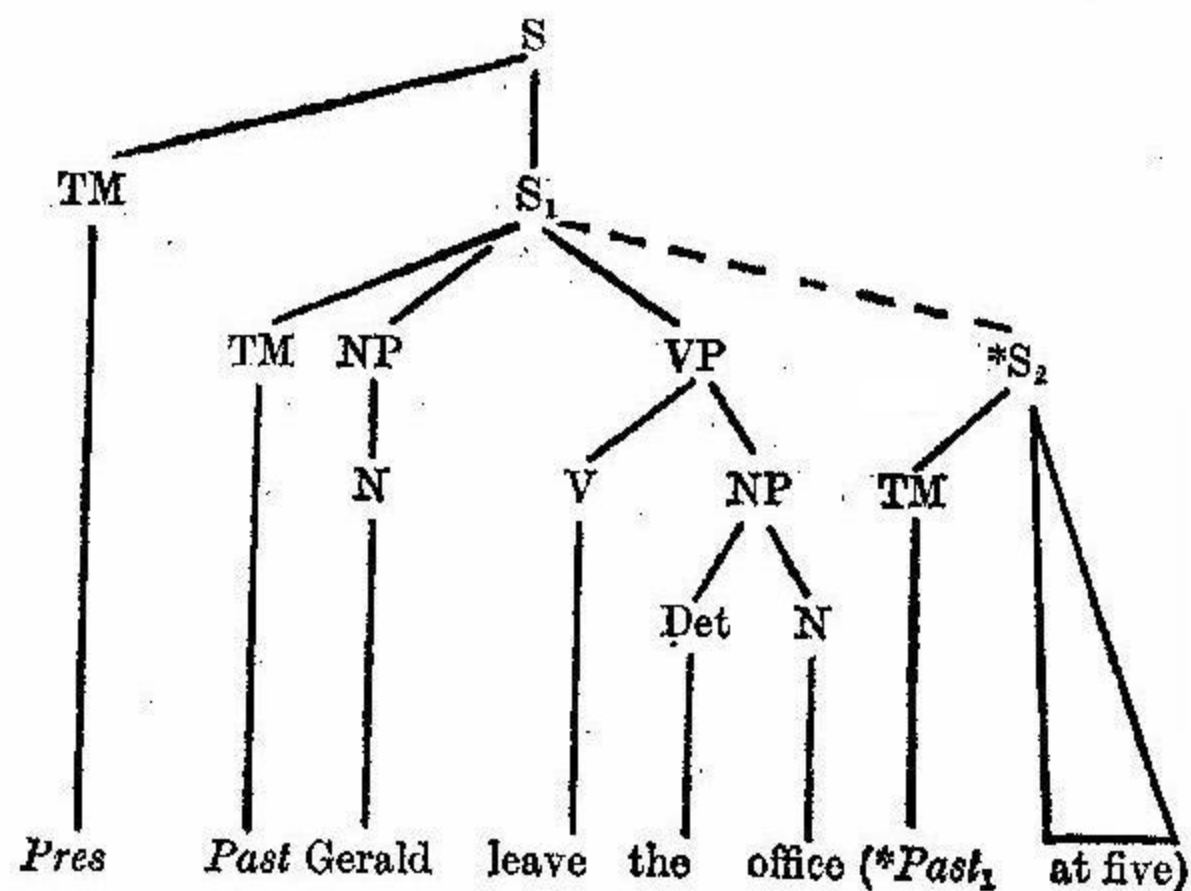 S
TM S₁
TM NP VP *S₂
N V NP TM
Det N
Pres Past Gerald leave the office (*Past₁ at five)